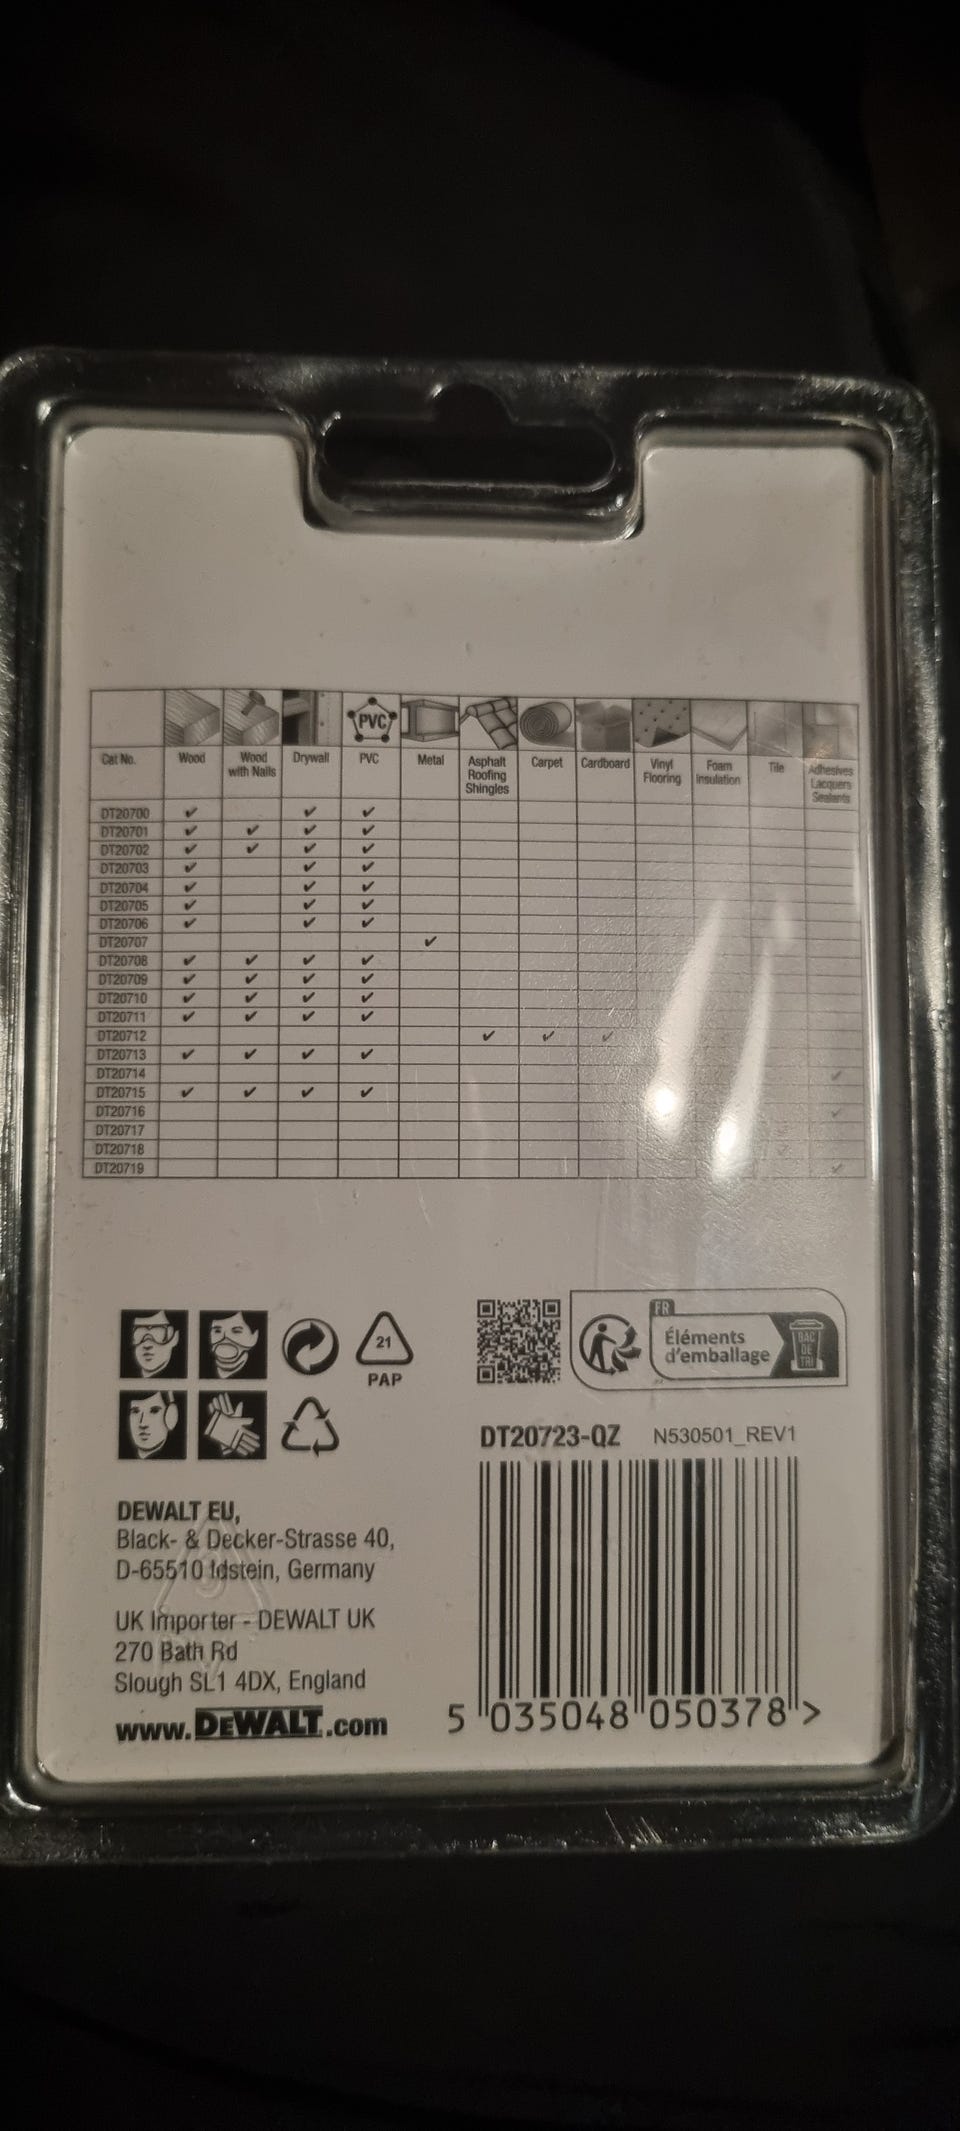 PVC
Cat No. Wood Wood with Nails Drywall PVC Metal Asphalt Roofing Shingles Carpet Cardboard Vinyl Flooring Foam Insulation Tile Adhesives Lacquers Sealants
DT20700 ✔ ✔ ✔
DT20701 ✔ ✔ ✔ ✔
DT20702 ✔ ✔ ✔ ✔
DT20703 ✔ ✔ ✔
DT20704 ✔ ✔ ✔
DT20705 ✔ ✔ ✔
DT20706 ✔ ✔ ✔
DT20707 ✔
DT20708 ✔ ✔ ✔ ✔
DT20709 ✔ ✔ ✔ ✔
DT20710 ✔ ✔ ✔ ✔
DT20711 ✔ ✔ ✔ ✔
DT20712 ✔ ✔ ✔
DT20713 ✔ ✔ ✔ ✔
DT20714 ✔
DT20715 ✔ ✔ ✔ ✔
DT20716 ✔
DT20717
DT20718 ✔
DT20719 ✔
21
PAP
FR
Éléments
d'emballage
BAC
DE
TRI
DT20723-QZ N530501_REV1
DEWALT EU,
Black- & Decker-Strasse 40,
D-65510 Idstein, Germany
UK Importer - DEWALT UK
270 Bath Rd
Slough SL1 4DX, England
www.DEWALT.com
5 035048 050378 >